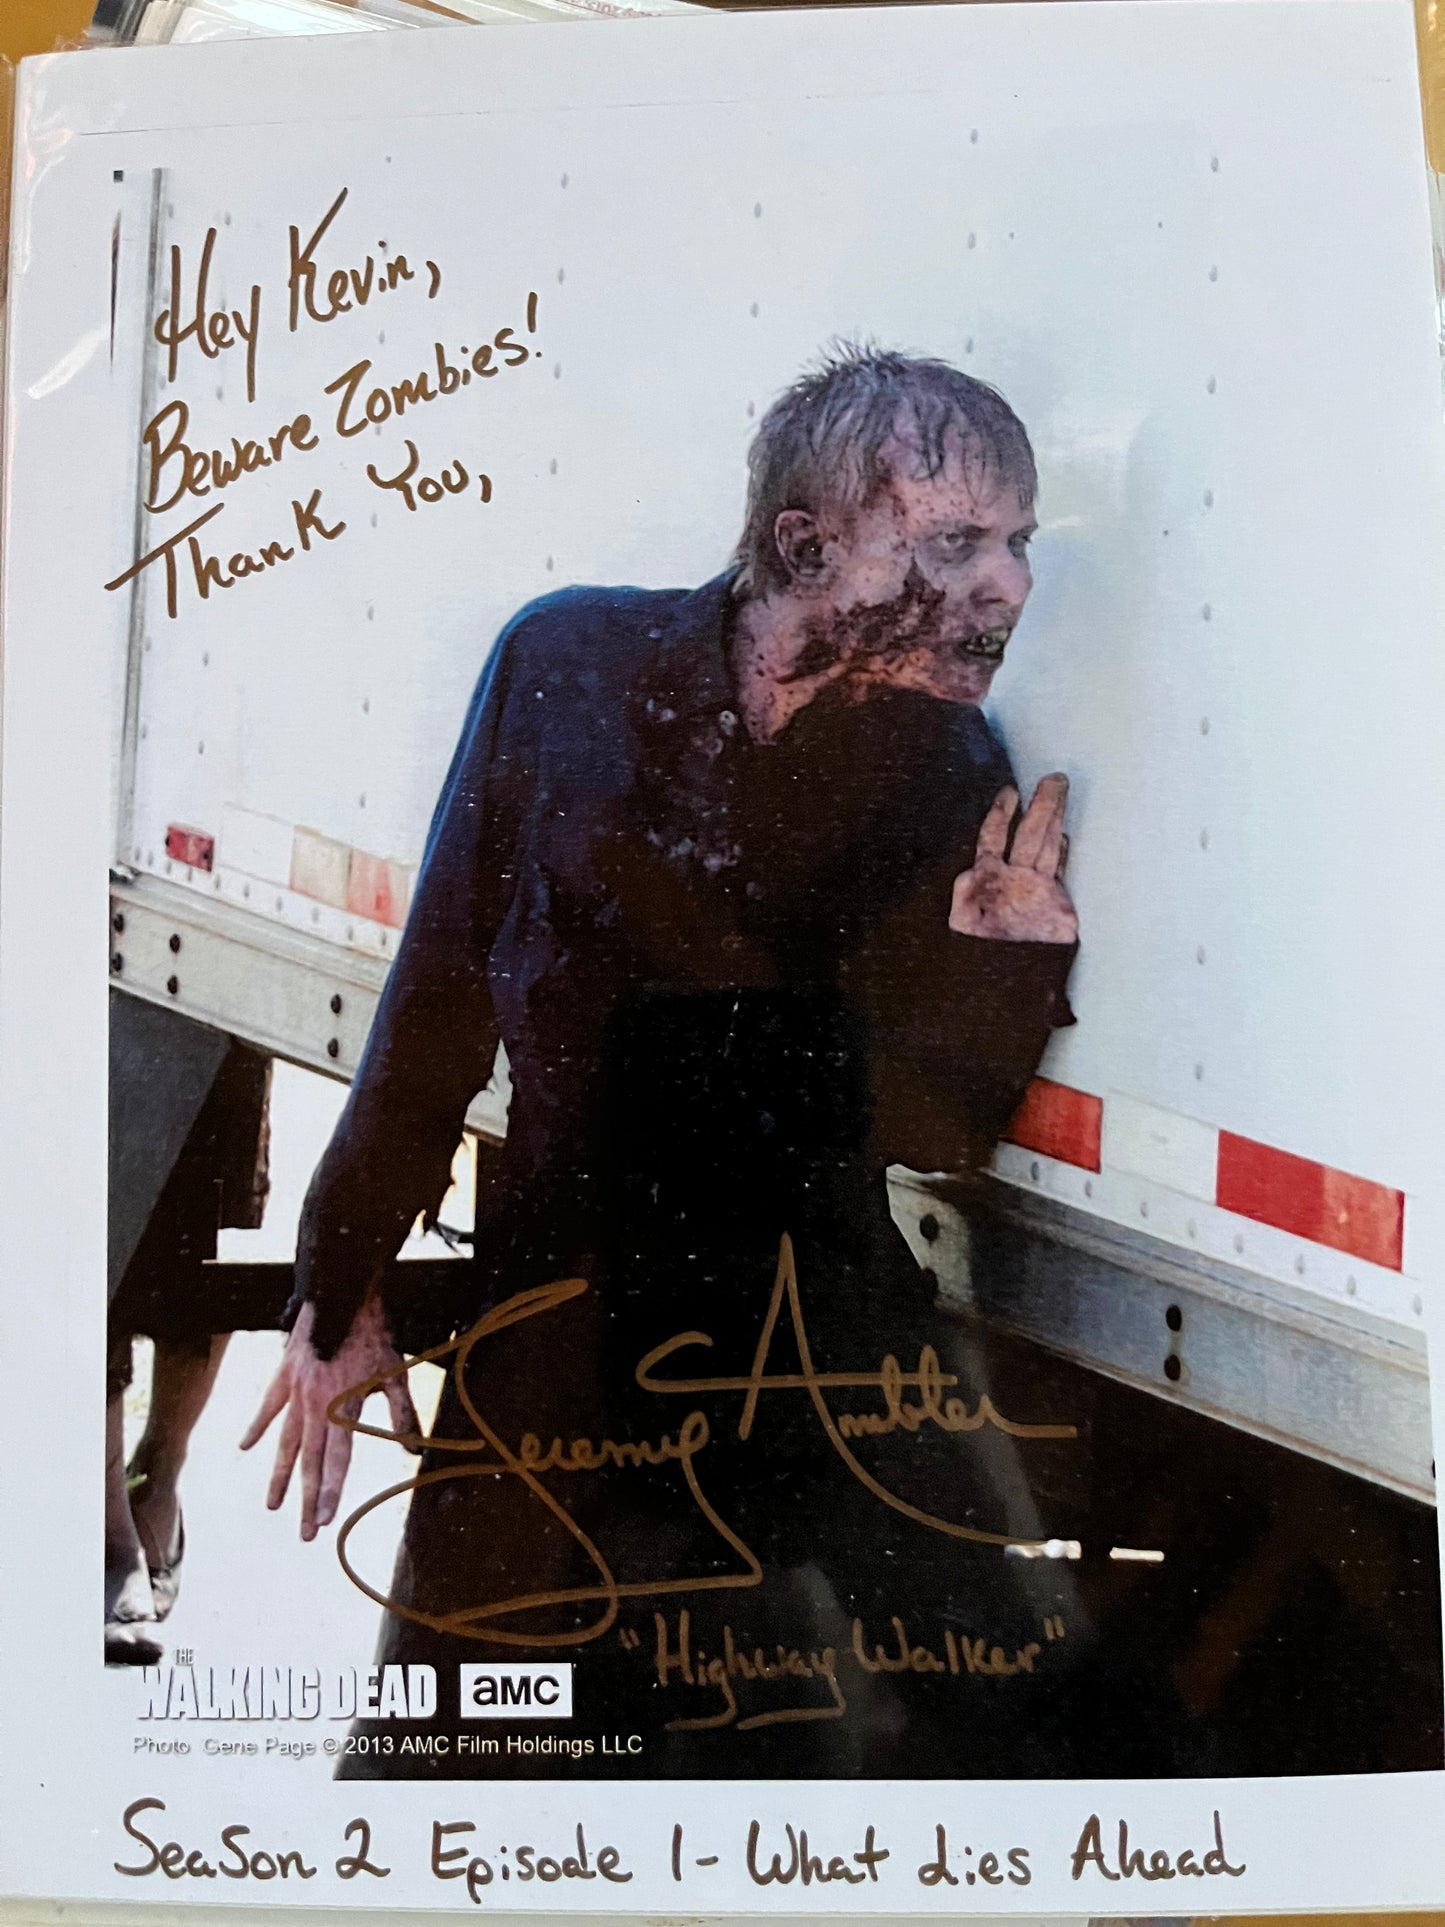 Hey Kevin,
Beware Zombies!
Thank You,
Jeremy Ambler
"Highway Walker"
THE
WALKING DEAD aMC
Photo Gene Page © 2013 AMC Film Holdings LLC
Season 2 Episode 1 - What Lies Ahead